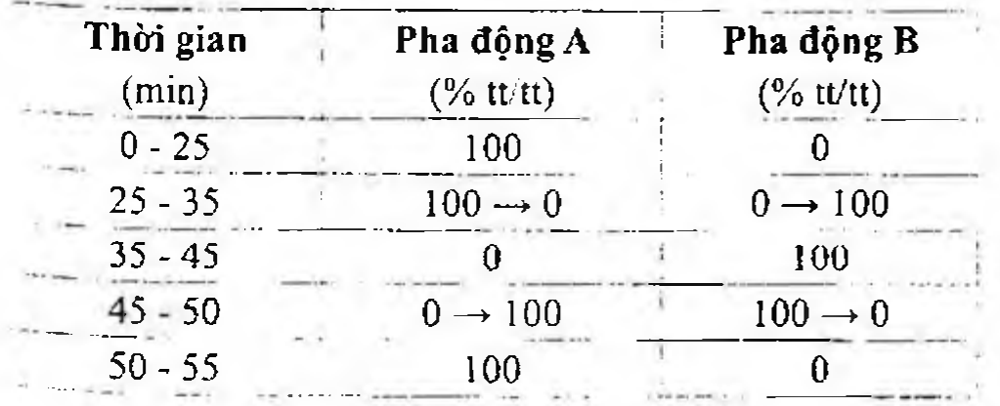 Thời gian Pha động A Pha động B
(min) (% tt/tt) (% tt/tt)
0 - 25 100 0
25 - 35 100 → 0 0 → 100
35 - 45 0 100
45 - 50 0 → 100 100 → 0
50 - 55 100 0